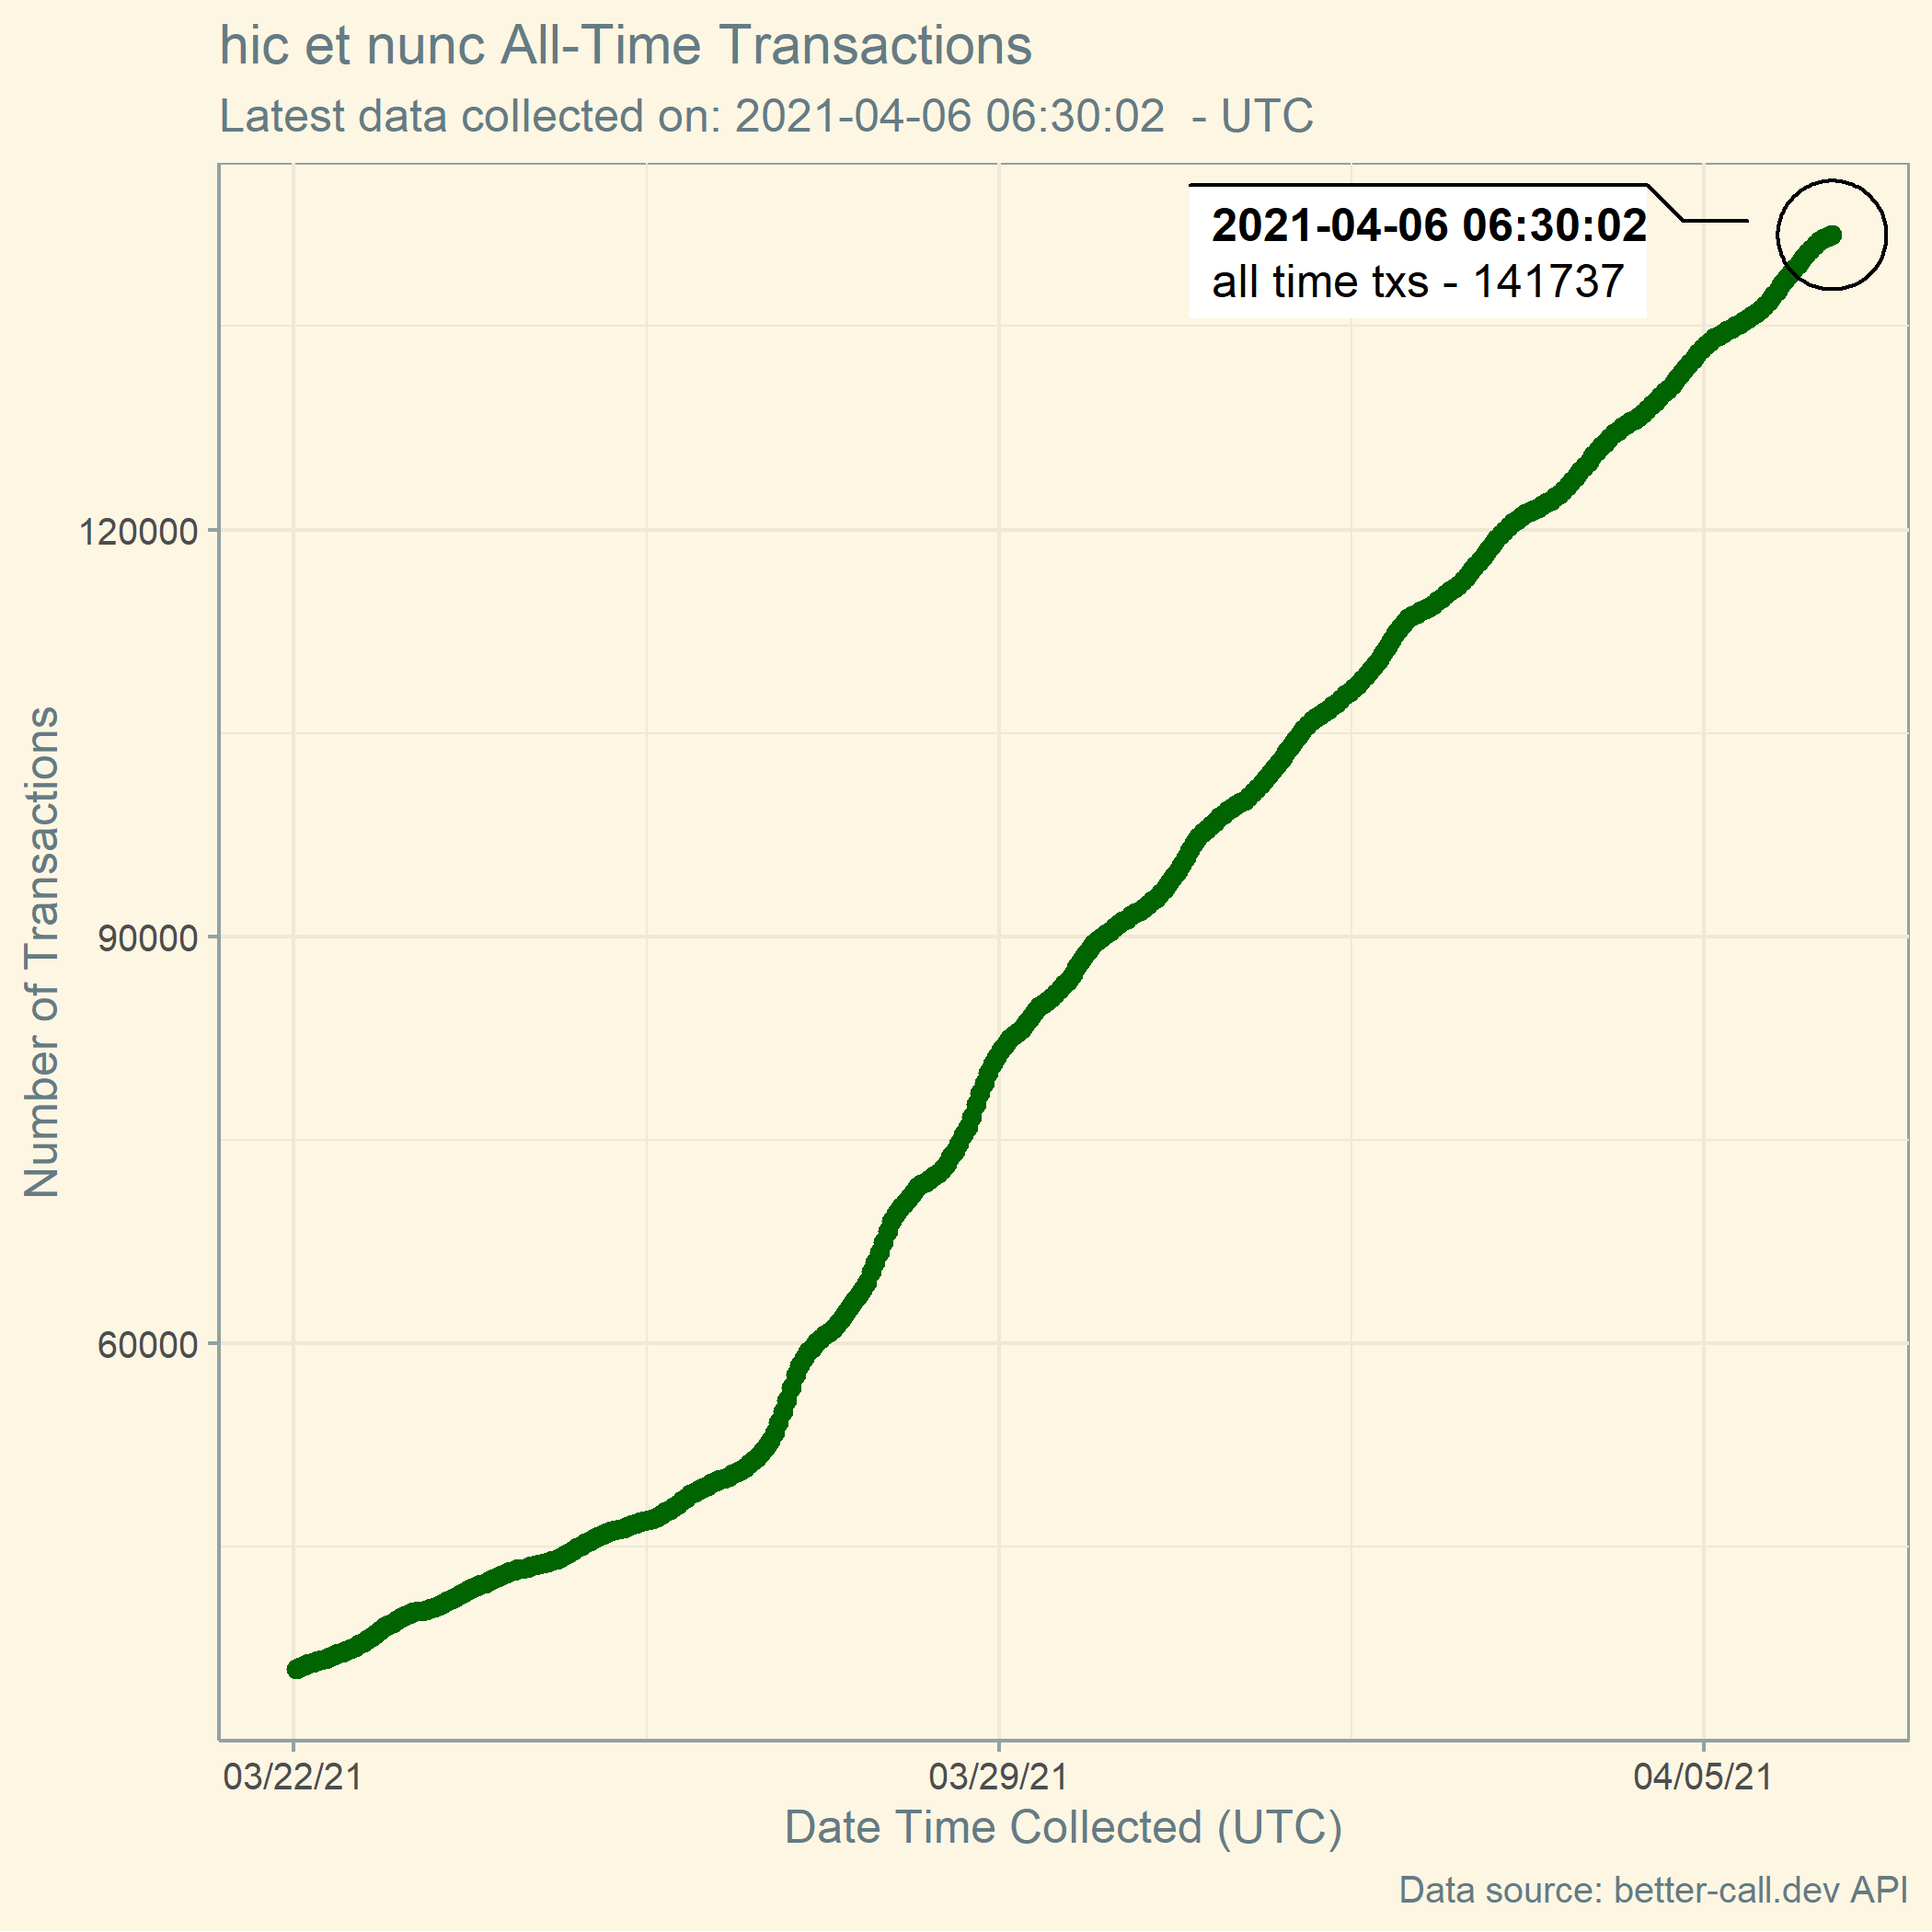 hic et nunc All-Time Transactions
Latest data collected on: 2021-04-06 06:30:02  - UTC
2021-04-06 06:30:02
all time txs - 141737
Number of Transactions
120000
90000
60000
03/22/21
03/29/21
04/05/21
Date Time Collected (UTC)
Data source: better-call.dev API